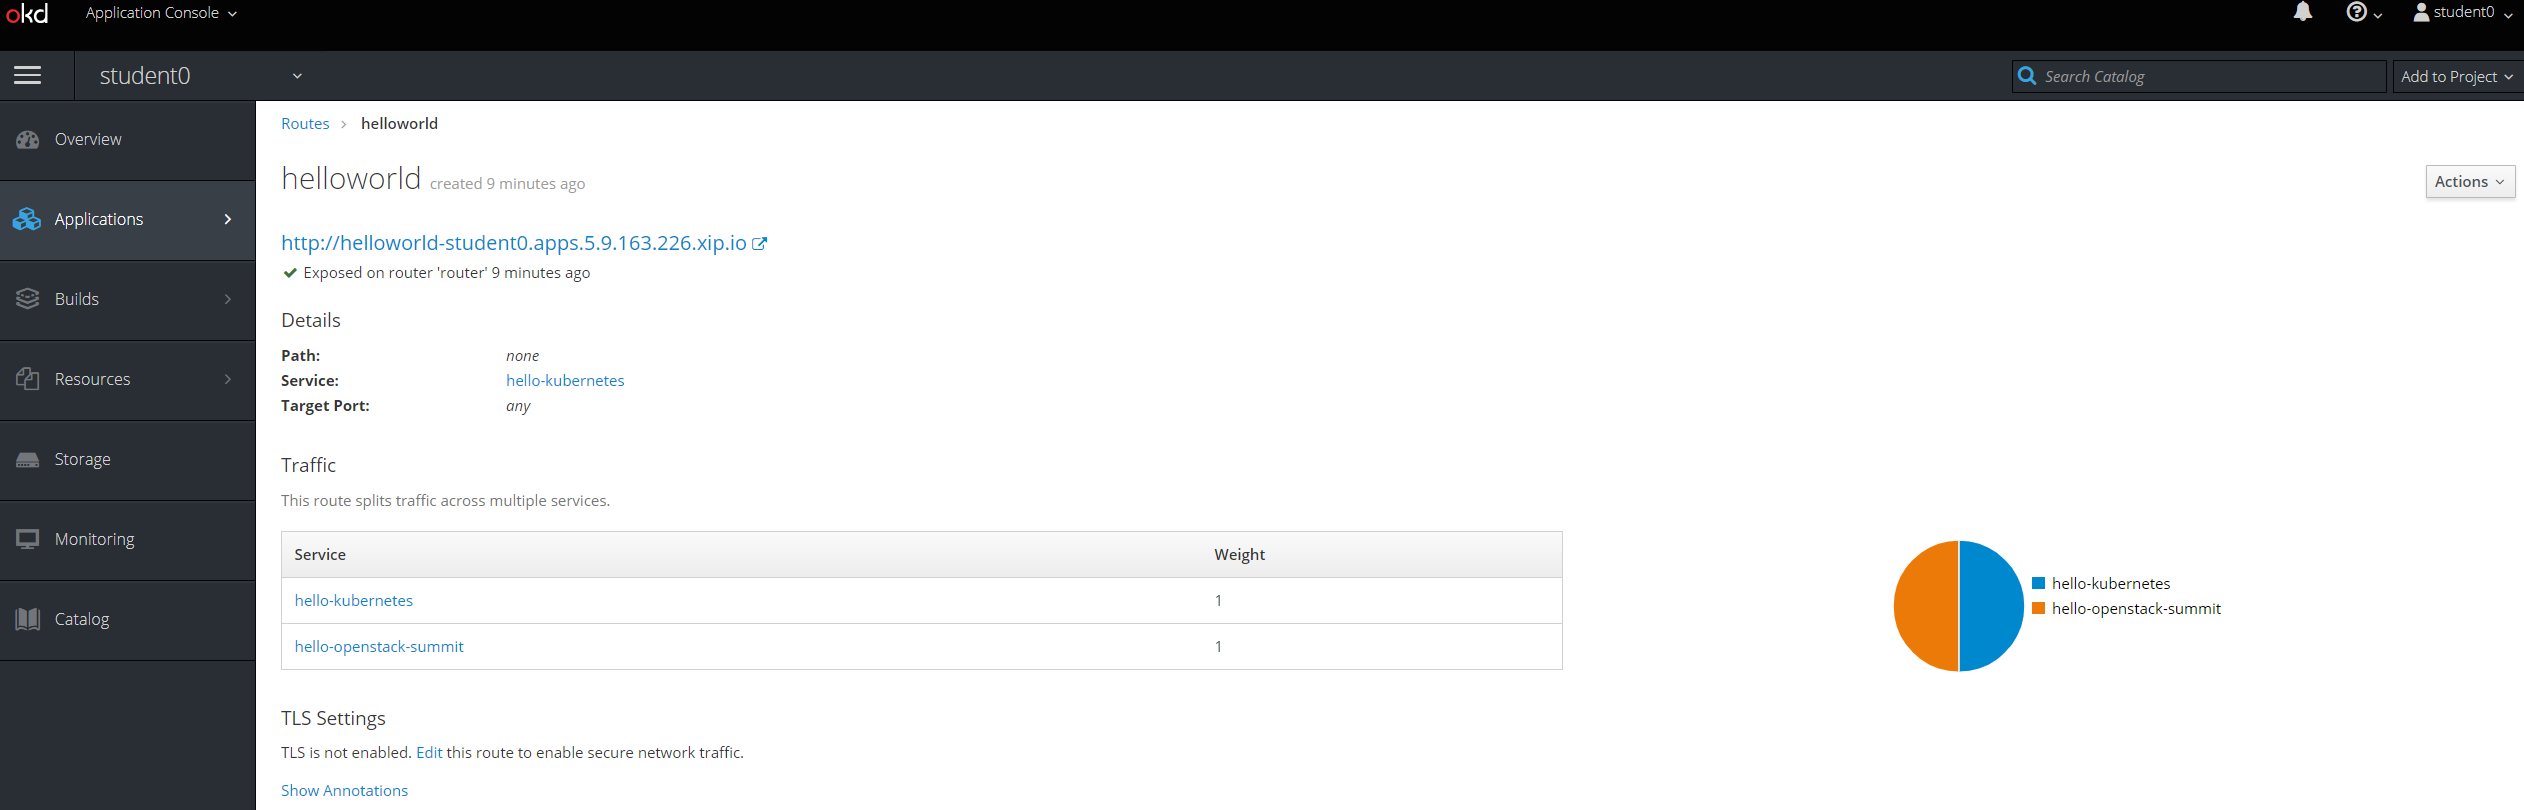 okd Application Console student0
student0 Search Catalog Add to Project
Overview
Applications
Builds
Resources
Storage
Monitoring
Catalog
Routes > helloworld
helloworld created 9 minutes ago
Actions
http://helloworld-student0.apps.5.9.163.226.xip.io
Exposed on router 'router' 9 minutes ago
Details
Path: none
Service: hello-kubernetes
Target Port: any
Traffic
This route splits traffic across multiple services.
Service Weight
hello-kubernetes 1
hello-openstack-summit 1
hello-kubernetes
hello-openstack-summit
TLS Settings
TLS is not enabled. Edit this route to enable secure network traffic.
Show Annotations